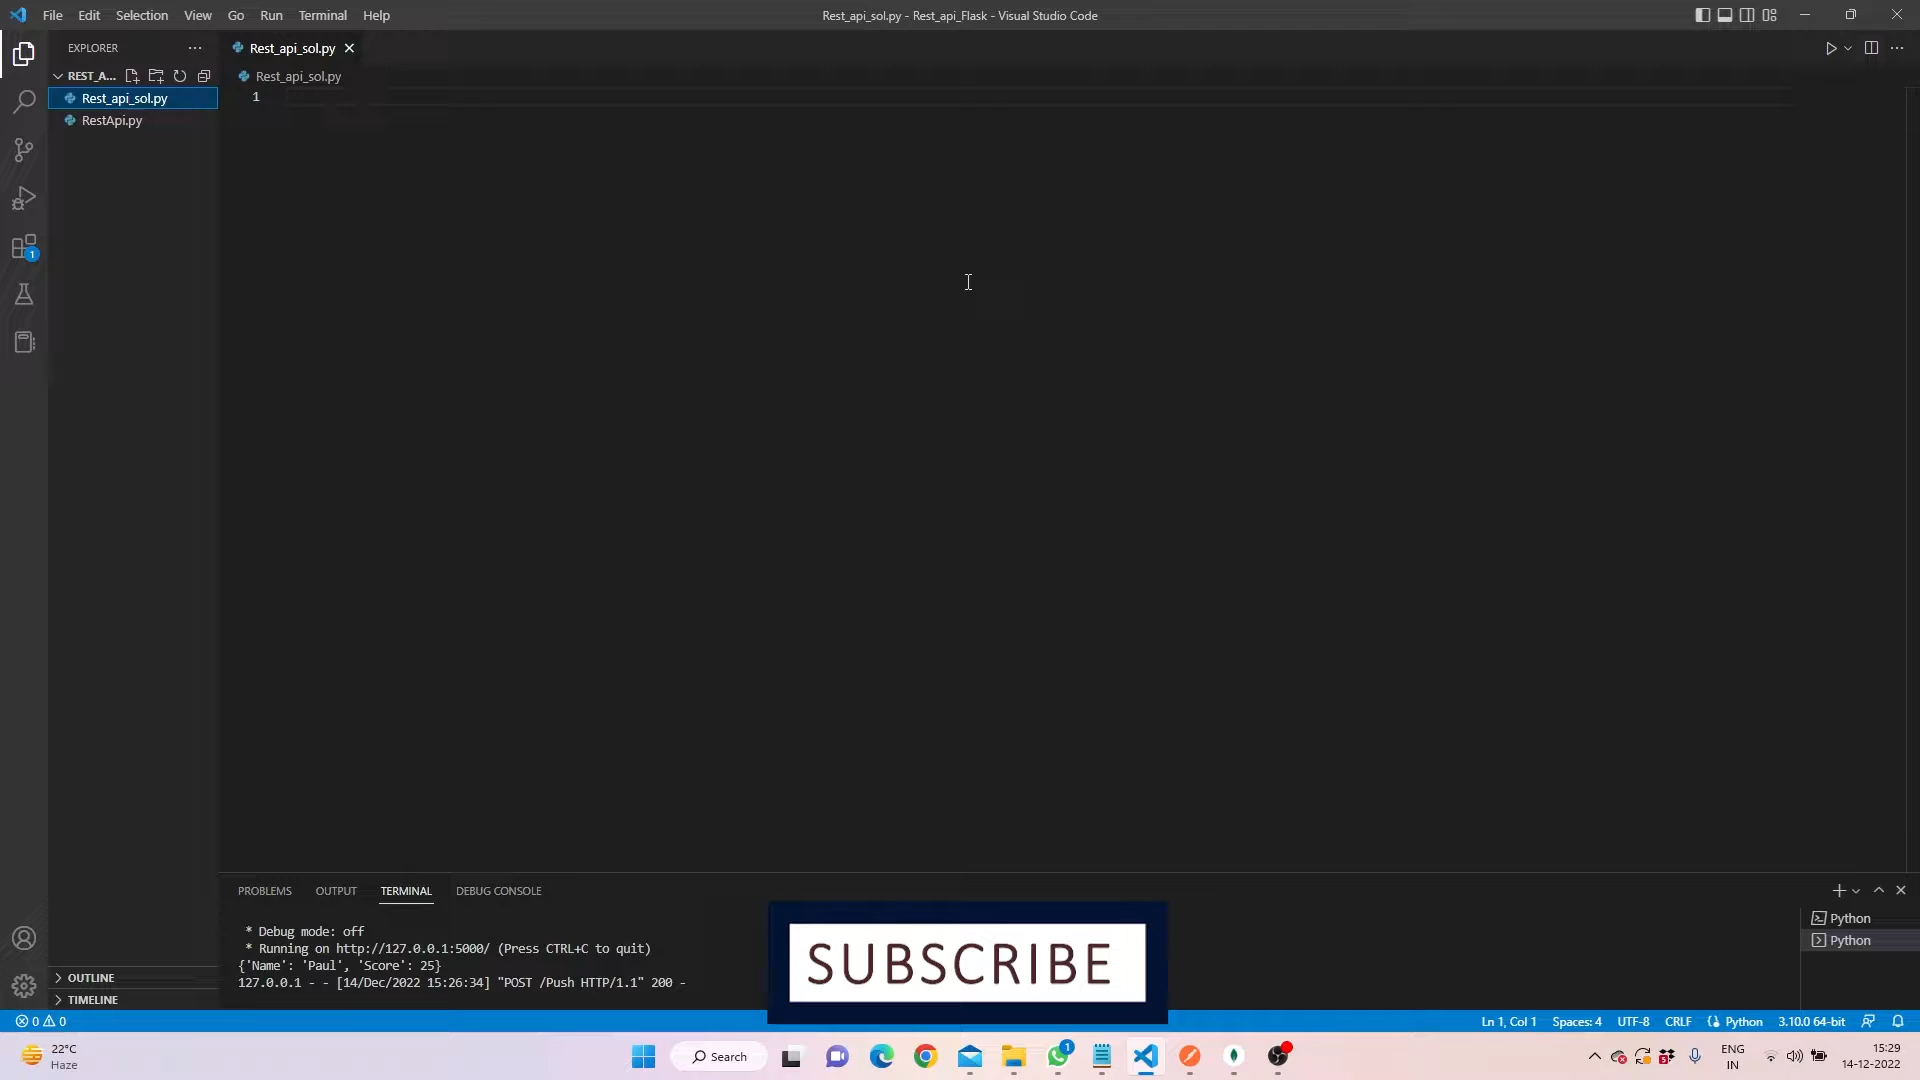 File Edit Selection View Go Run Terminal Help
Rest_api_sol.py - Rest_api_Flask - Visual Studio Code
EXPLORER
Rest_api_sol.py
REST_A...
Rest_api_sol.py
1
Rest_api_sol.py
RestApi.py
1
PROBLEMS OUTPUT TERMINAL DEBUG CONSOLE
* Debug mode: off
* Running on http://127.0.0.1:5000/ (Press CTRL+C to quit)
{'Name': 'Paul', 'Score': 25}
127.0.0.1 - - [14/Dec/2022 15:26:34] "POST /Push HTTP/1.1" 200 -
Python
Python
SUBSCRIBE
OUTLINE
TIMELINE
0 0
Ln 1, Col 1 Spaces: 4 UTF-8 CRLF Python 3.10.0 64-bit
22°C
Haze
Search
1
ENG
IN
15:29
14-12-2022